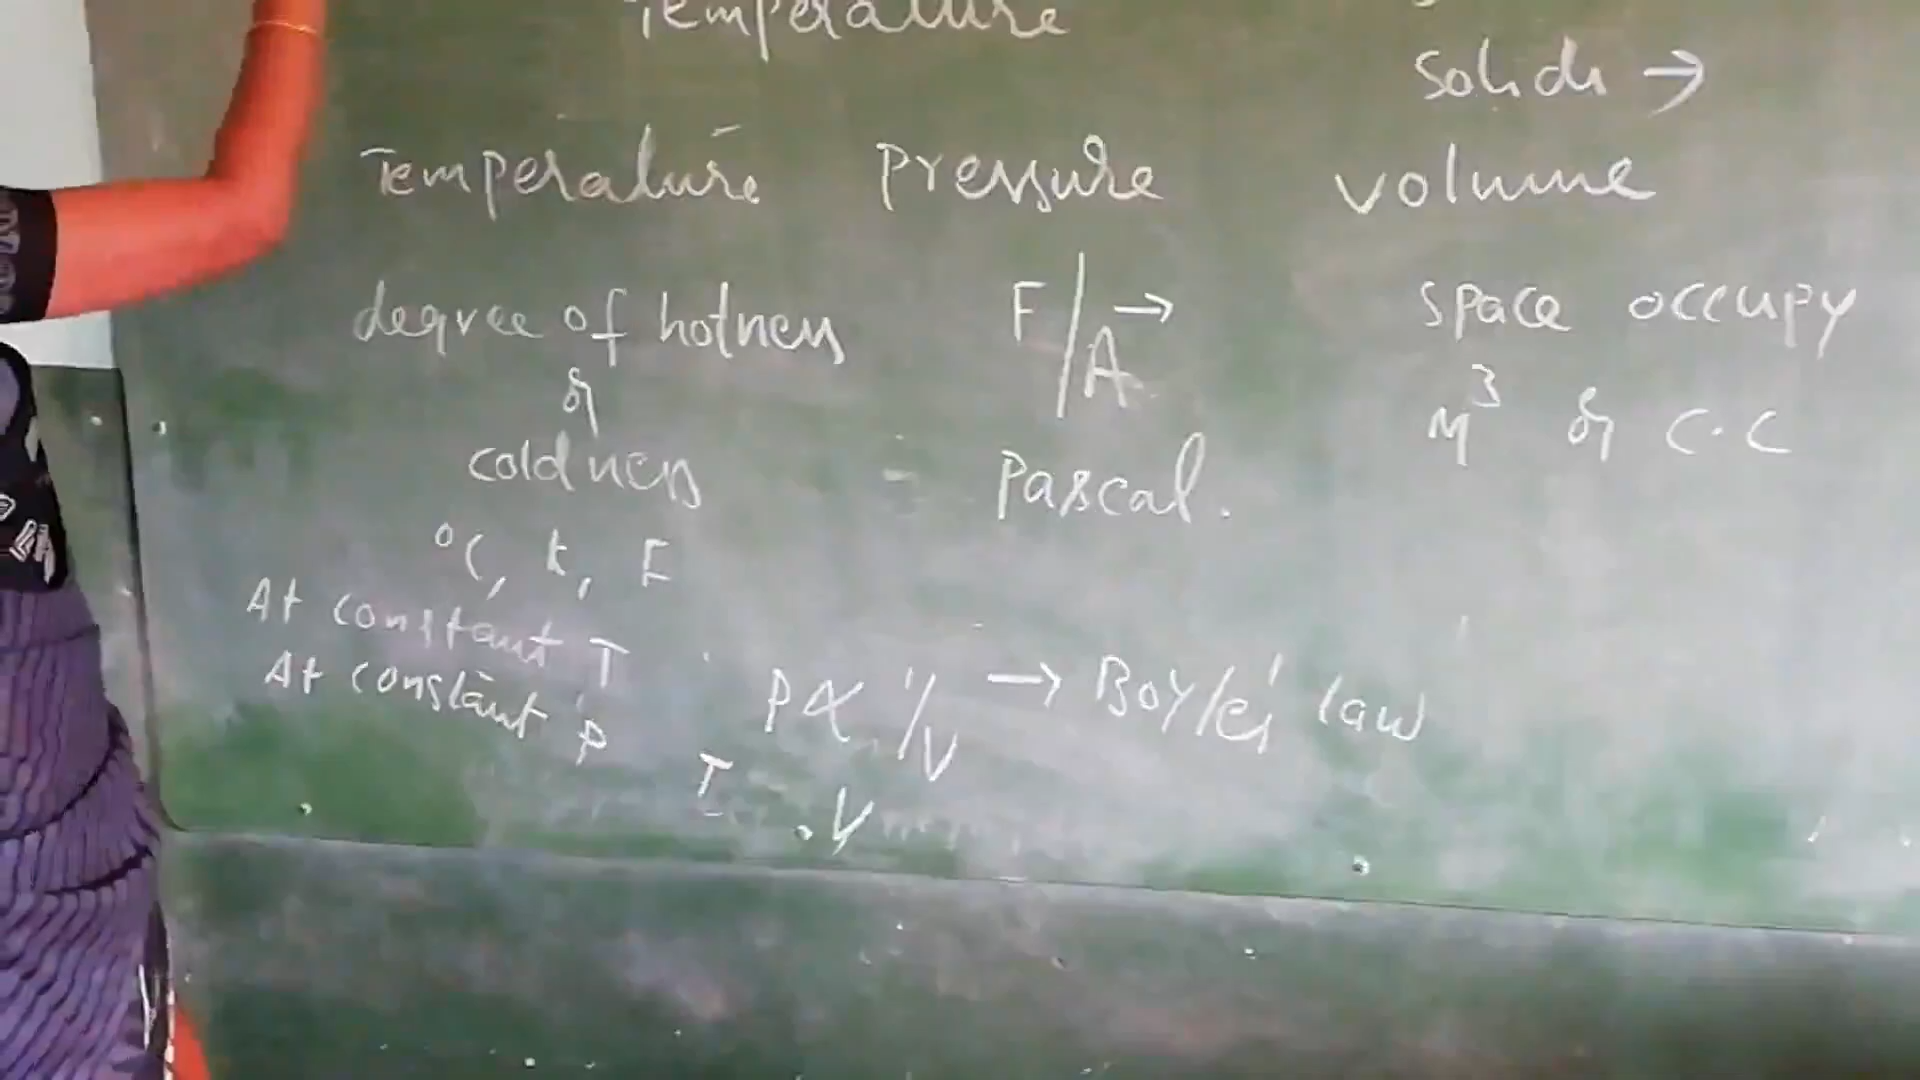 Temperature
Solids →
Temperature Pressure Volume
degree of hotness F/A → space occupy
or M³ or C.C
coldness Pascal.
°C, K, F
At constant T P ∝ 1/V → Boyle's law
At constant P T V